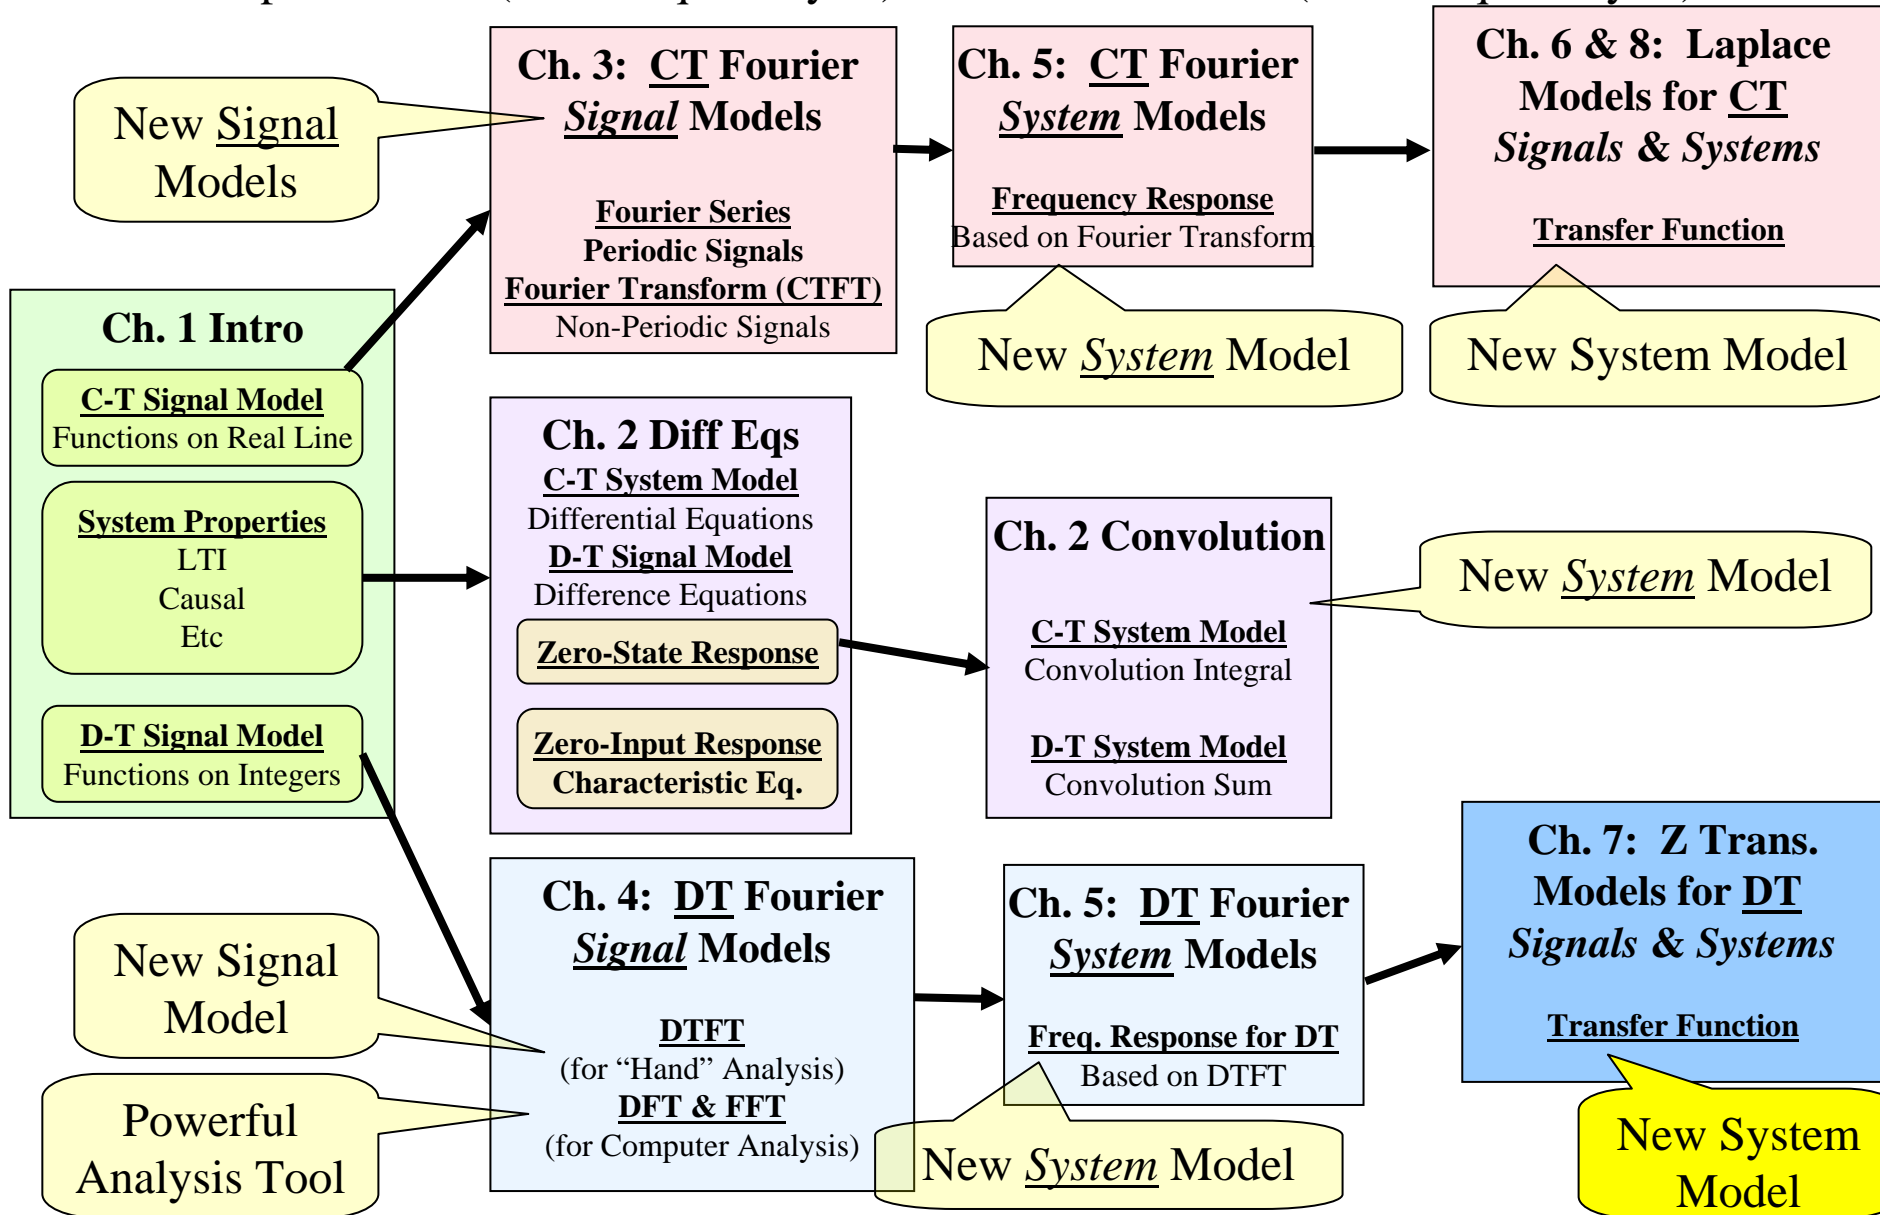 Ch. 3: CT Fourier
Signal Models
Fourier Series
Periodic Signals
Fourier Transform (CTFT)
Non-Periodic Signals
New Signal
Models
Ch. 5: CT Fourier
System Models
Frequency Response
Based on Fourier Transform
New System Model
Ch. 6 & 8: Laplace
Models for CT
Signals & Systems
Transfer Function
New System Model
Ch. 1 Intro
C-T Signal Model
Functions on Real Line
System Properties
LTI
Causal
Etc
D-T Signal Model
Functions on Integers
Ch. 2 Diff Eqs
C-T System Model
Differential Equations
D-T Signal Model
Difference Equations
Zero-State Response
Zero-Input Response
Characteristic Eq.
Ch. 2 Convolution
C-T System Model
Convolution Integral
D-T System Model
Convolution Sum
New System Model
Ch. 4: DT Fourier
Signal Models
DTFT
(for “Hand” Analysis)
DFT & FFT
(for Computer Analysis)
New Signal
Model
Powerful
Analysis Tool
Ch. 5: DT Fourier
System Models
Freq. Response for DT
Based on DTFT
New System Model
Ch. 7: Z Trans.
Models for DT
Signals & Systems
Transfer Function
New System
Model